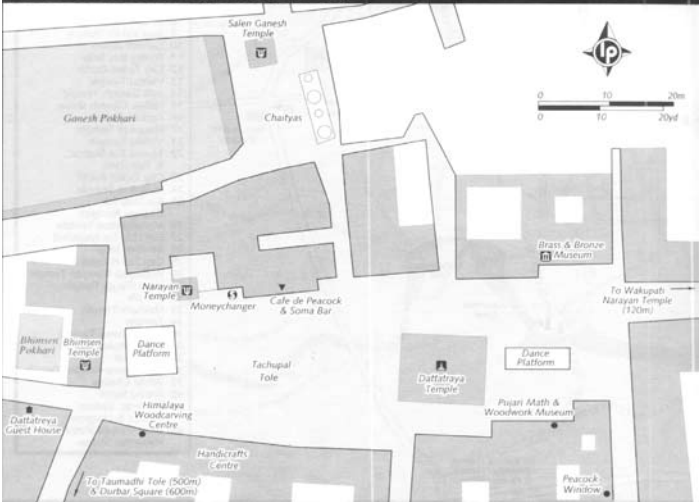 Salen Ganesh
Temple
lp
0 10 20m
0 10 20yd
Ganesh Pokhari
Chaityas
Brass & Bronze
Museum
Narayan
Temple
Moneychanger
Cafe de Peacock
& Soma Bar
To Wakupati
Narayan Temple
(120m)
Bhimsen
Pokhari
Bhimsen
Temple
Dance
Platform
Tachupal
Tole
Dance
Platform
Dattatraya
Temple
Himalaya
Woodcarving
Centre
Pujari Math &
Woodwork Museum
Dattatreya
Guest House
Handicrafts
Centre
To Taumadhi Tole (500m)
& Durbar Square (600m)
Peacock
Window